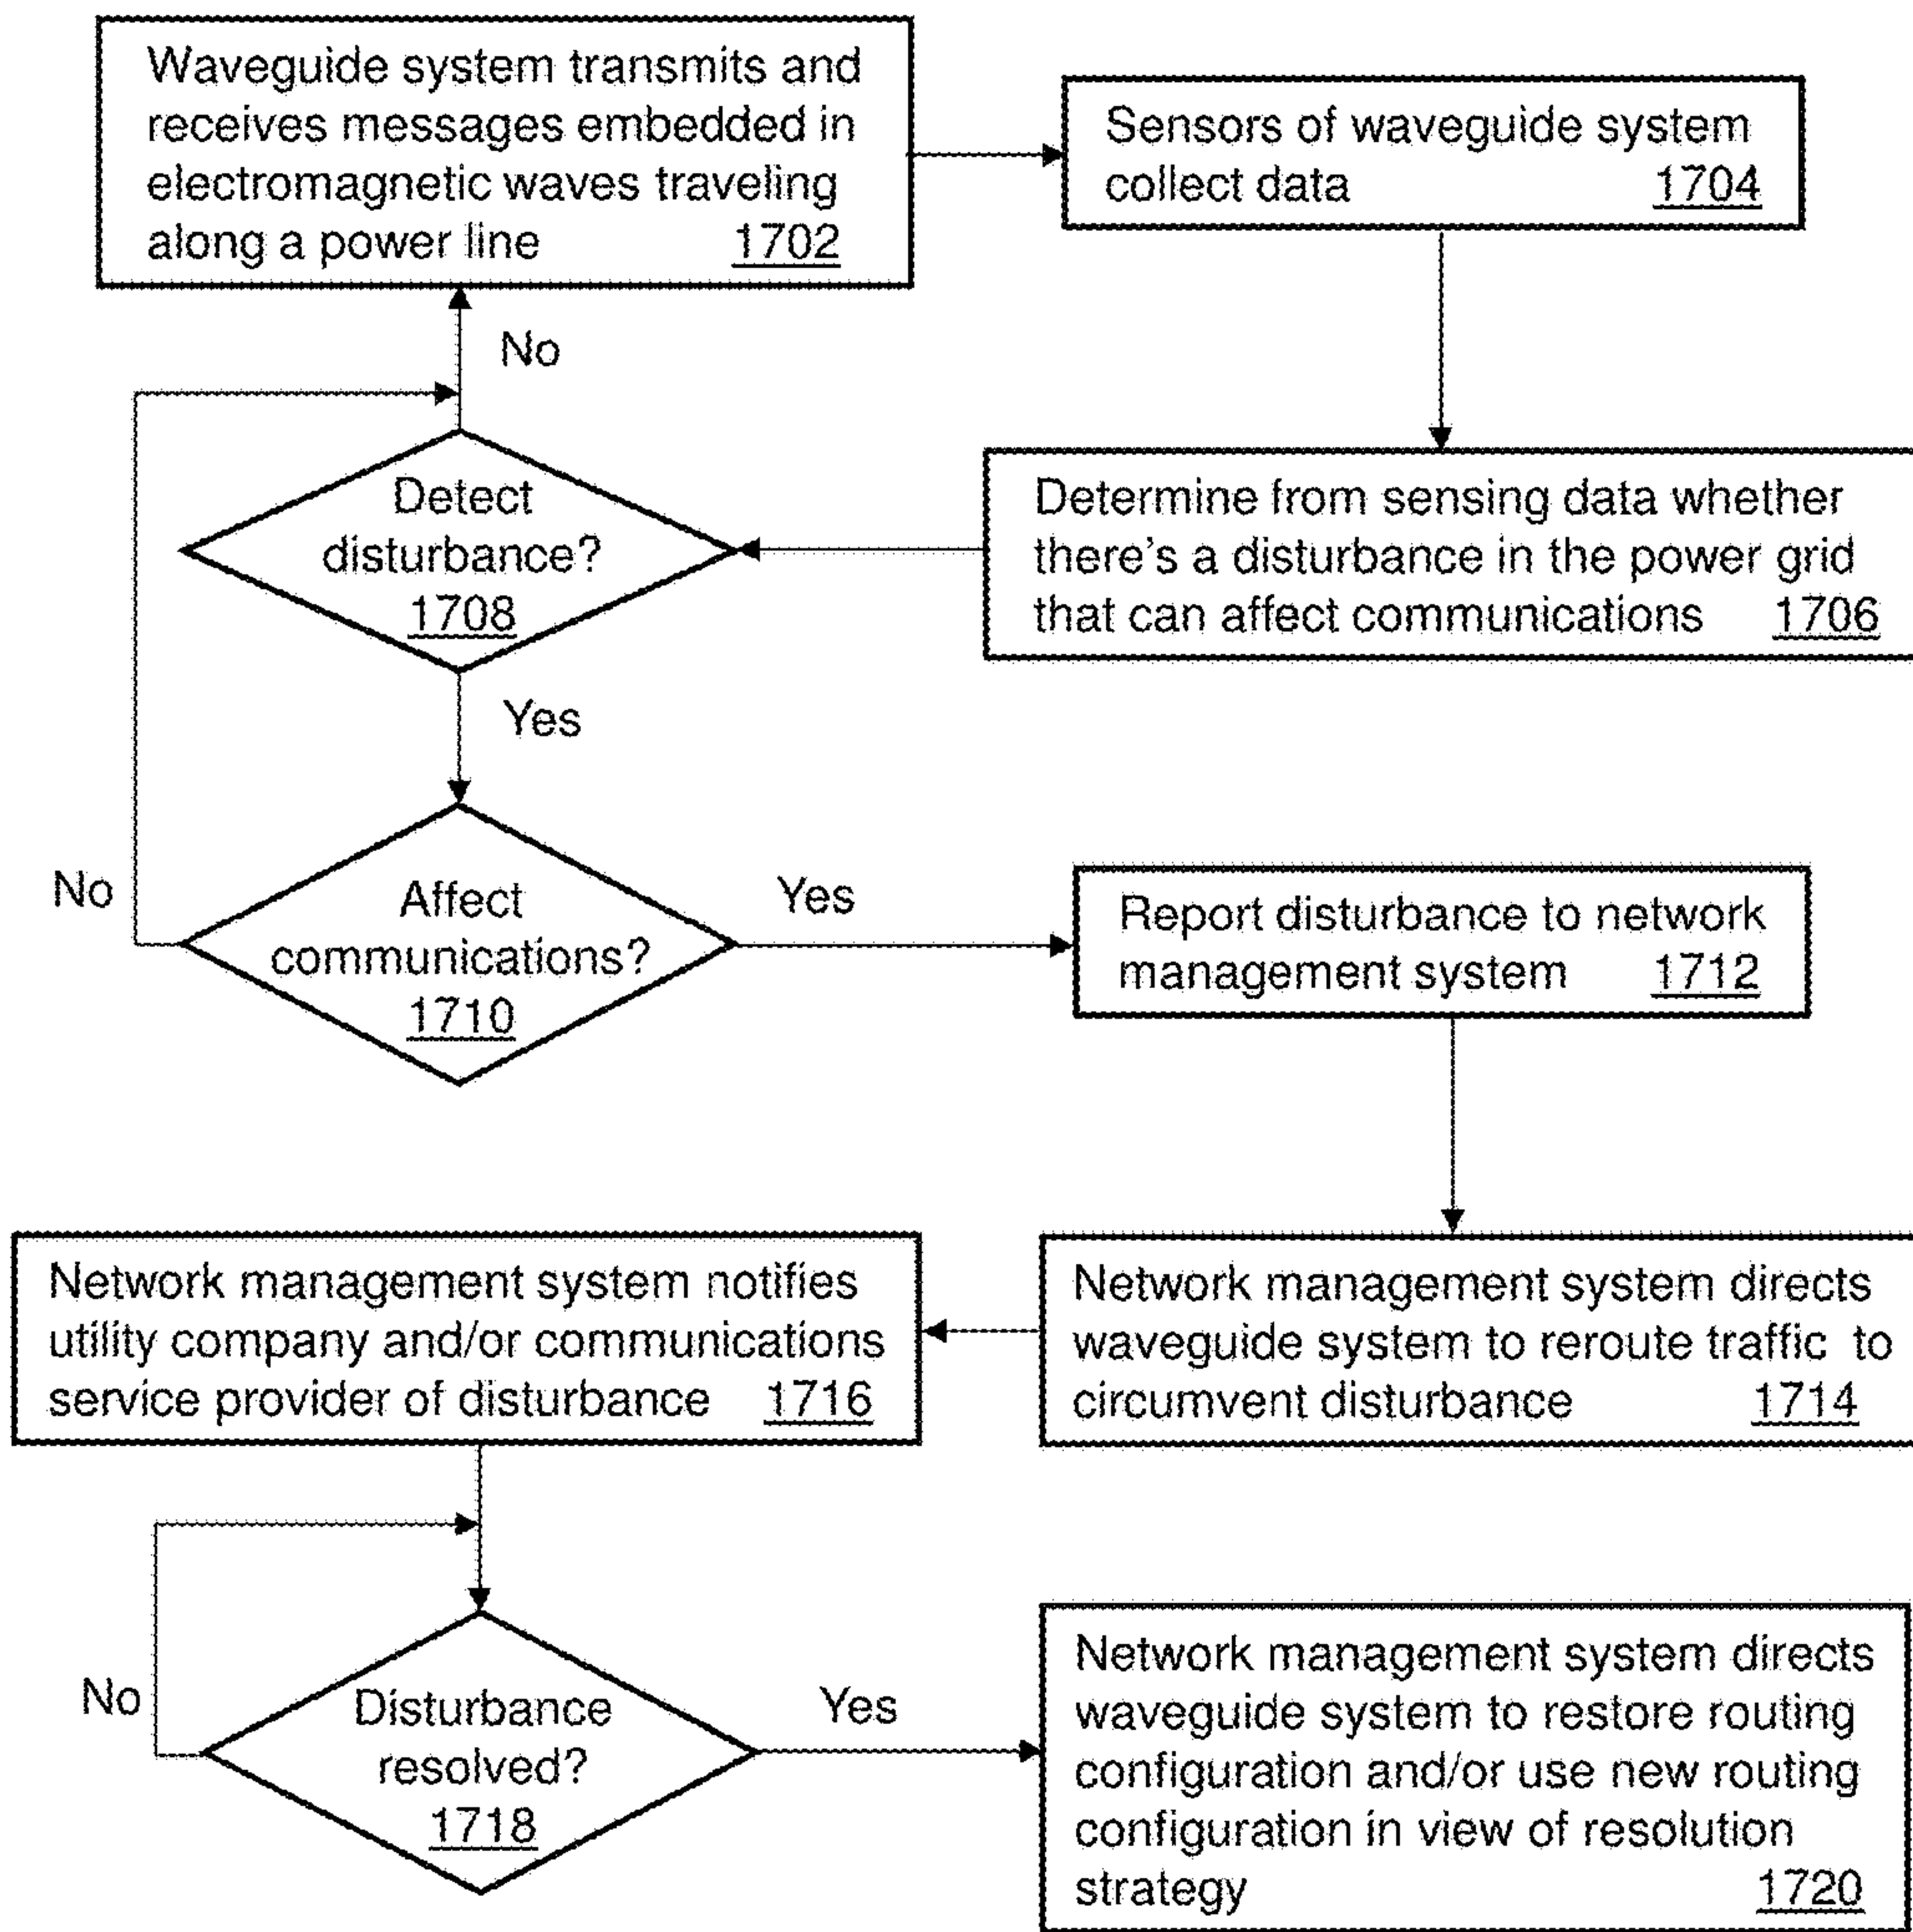 Waveguide system transmits and
receives messages embedded in
electromagnetic waves traveling
along a power line 1702
Sensors of waveguide system
collect data 1704
No
Detect
disturbance?
1708
Determine from sensing data whether
there's a disturbance in the power grid
that can affect communications 1706
Yes
No
Affect
communications?
1710
Yes
Report disturbance to network
management system 1712
Network management system directs
waveguide system to reroute traffic to
circumvent disturbance 1714
Network management system notifies
utility company and/or communications
service provider of disturbance 1716
No
Disturbance
resolved?
1718
Yes
Network management system directs
waveguide system to restore routing
configuration and/or use new routing
configuration in view of resolution
strategy 1720